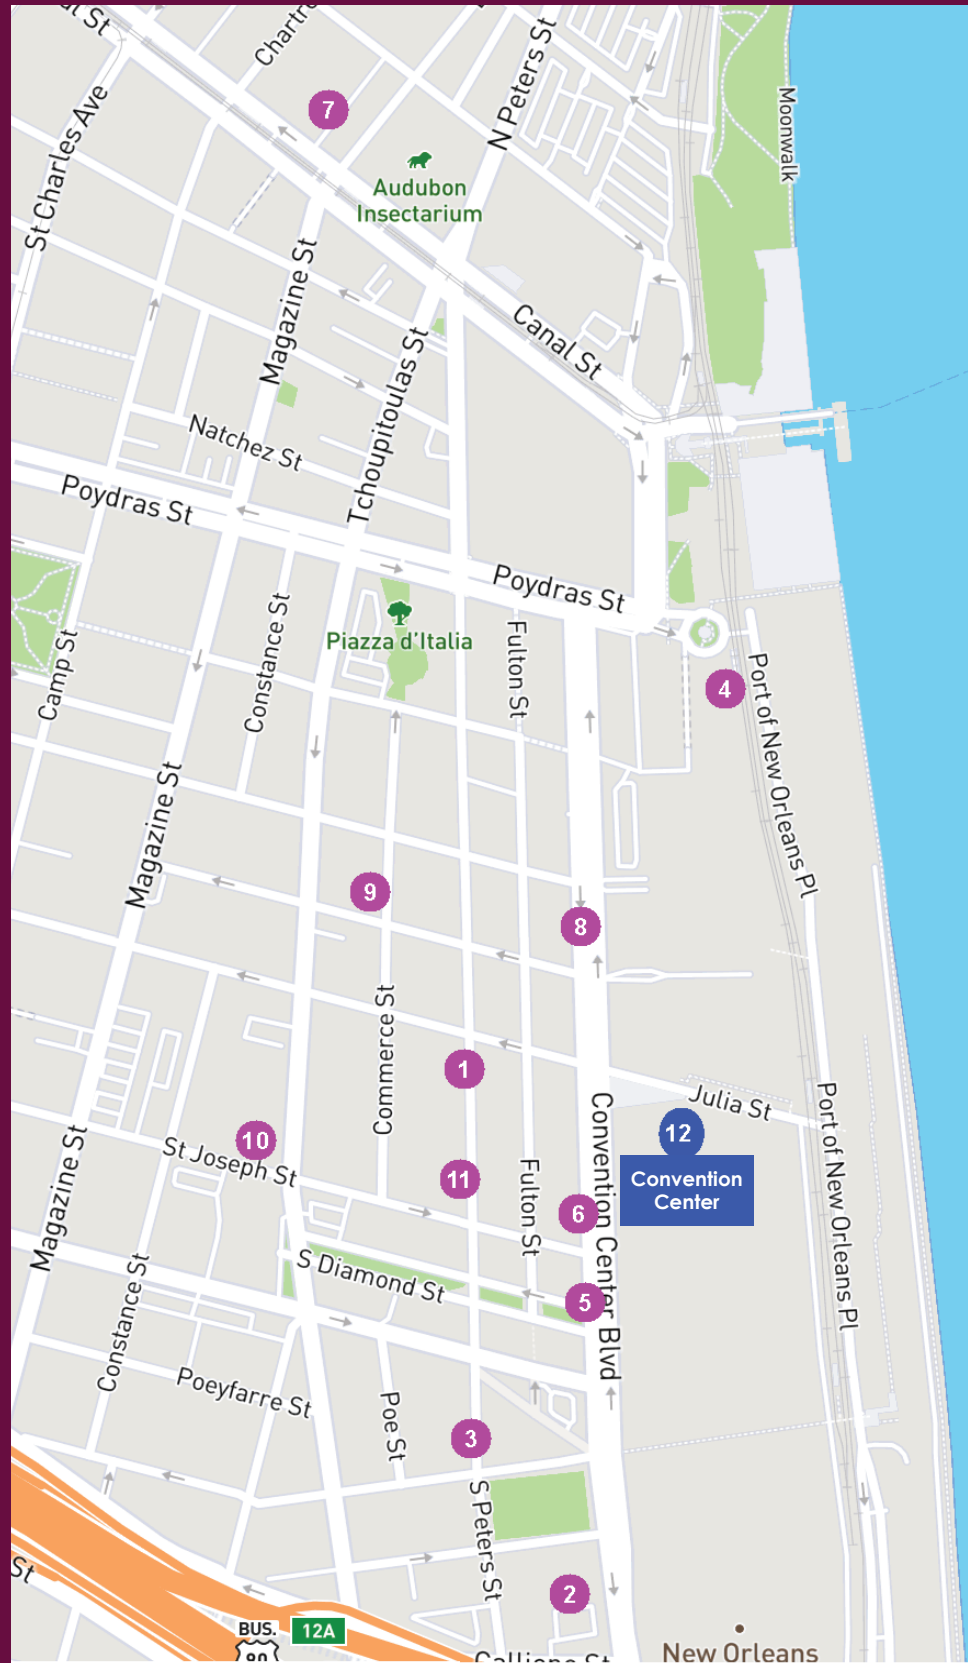 Chartre
N Peters St
St Charles Ave
7
Moonwalk
Audubon
Insectarium
Magazine St
Canal St
Tchoupitoulas St
Natchez St
Poydras St
Poydras St
Constance St
Piazza d'Italia
Fulton St
Camp St
4
Port of New Orleans Pl
Magazine St
9
8
Commerce St
1
Julia St
12
Convention
Center
10
St Joseph St
11
Fulton St
6
Convention Center Blvd
Port of New Orleans Pl
Magazine St
S Diamond St
5
Constance St
Poeyfarre St
Poe St
3
S Peters St
St
2
BUS.
12A
New Orleans